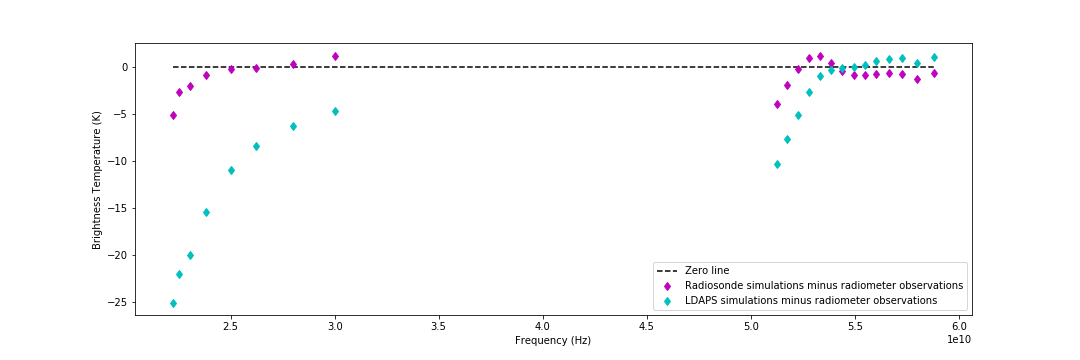 0
−5
−10
−15
−20
−25
Brightness Temperature (K)
Zero line
Radiosonde simulations minus radiometer observations
LDAPS simulations minus radiometer observations
2.5 3.0 3.5 4.0 4.5 5.0 5.5 6.0
1e10
Frequency (Hz)